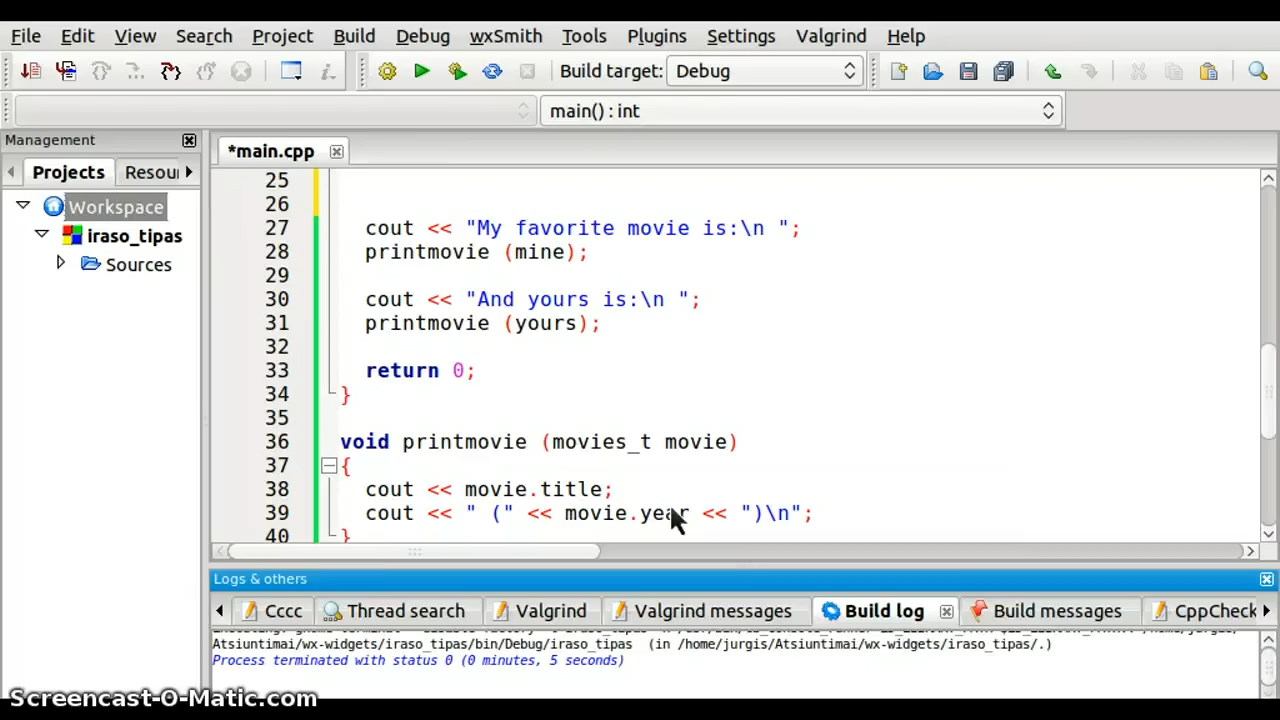 File Edit View Search Project Build Debug wxSmith Tools Plugins Settings Valgrind Help
Build target: Debug
main() : int
Management
*main.cpp
Projects Resou
Workspace
iraso_tipas
Sources
25
26
27 cout << "My favorite movie is:\n ";
28 printmovie (mine);
29
30 cout << "And yours is:\n ";
31 printmovie (yours);
32
33 return 0;
34 }
35
36 void printmovie (movies_t movie)
37 {
38 cout << movie.title;
39 cout << " (" << movie.year << ")\n";
40 }
Logs & others
Cccc Thread search Valgrind Valgrind messages Build log Build messages CppCheck
Atsiuntimai/wx-widgets/iraso_tipas/bin/Debug/iraso_tipas (in /home/jurgis/Atsiuntimai/wx-widgets/iraso_tipas/.)
Process terminated with status 0 (0 minutes, 5 seconds)
Screencast-O-Matic.com